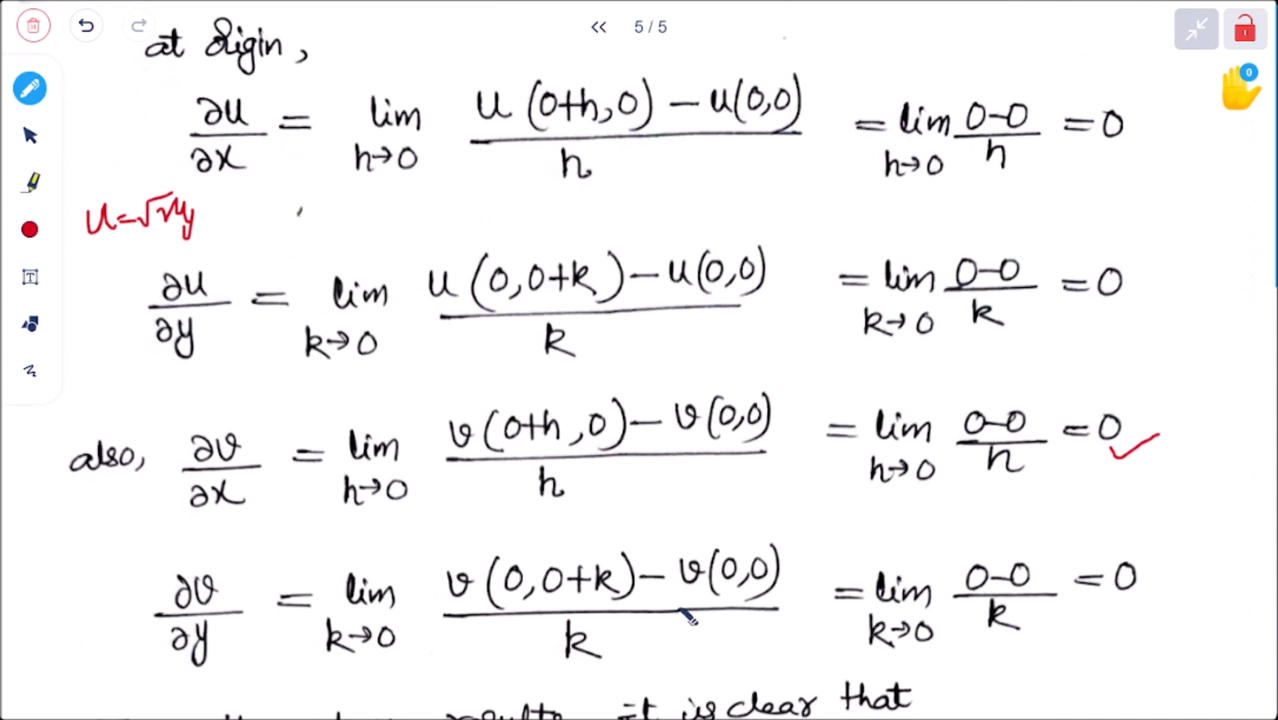 5 / 5
0
at origin,
∂u/∂x = lim h→0 u(0+h, 0) − u(0,0) / h = lim h→0 0−0 / h = 0
∂u/∂y = lim k→0 u(0, 0+k) − u(0,0) / k = lim k→0 0−0 / k = 0
also, ∂v/∂x = lim h→0 v(0+h, 0) − v(0,0) / h = lim h→0 0−0 / h = 0
∂v/∂y = lim k→0 v(0, 0+k) − v(0,0) / k = lim k→0 0−0 / k = 0
it is clear that